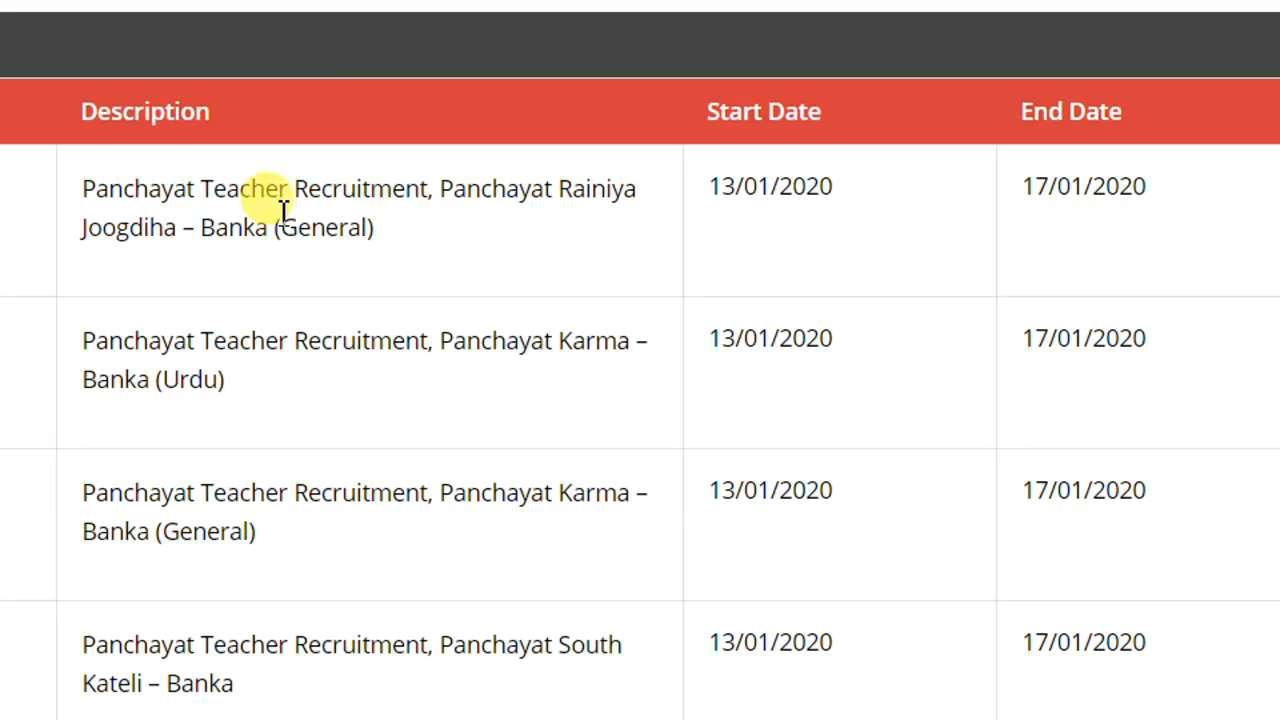 Description Start Date End Date
Panchayat Teacher Recruitment, Panchayat Rainiya 13/01/2020 17/01/2020
Joogdiha – Banka (General)
Panchayat Teacher Recruitment, Panchayat Karma – 13/01/2020 17/01/2020
Banka (Urdu)
Panchayat Teacher Recruitment, Panchayat Karma – 13/01/2020 17/01/2020
Banka (General)
Panchayat Teacher Recruitment, Panchayat South 13/01/2020 17/01/2020
Kateli – Banka